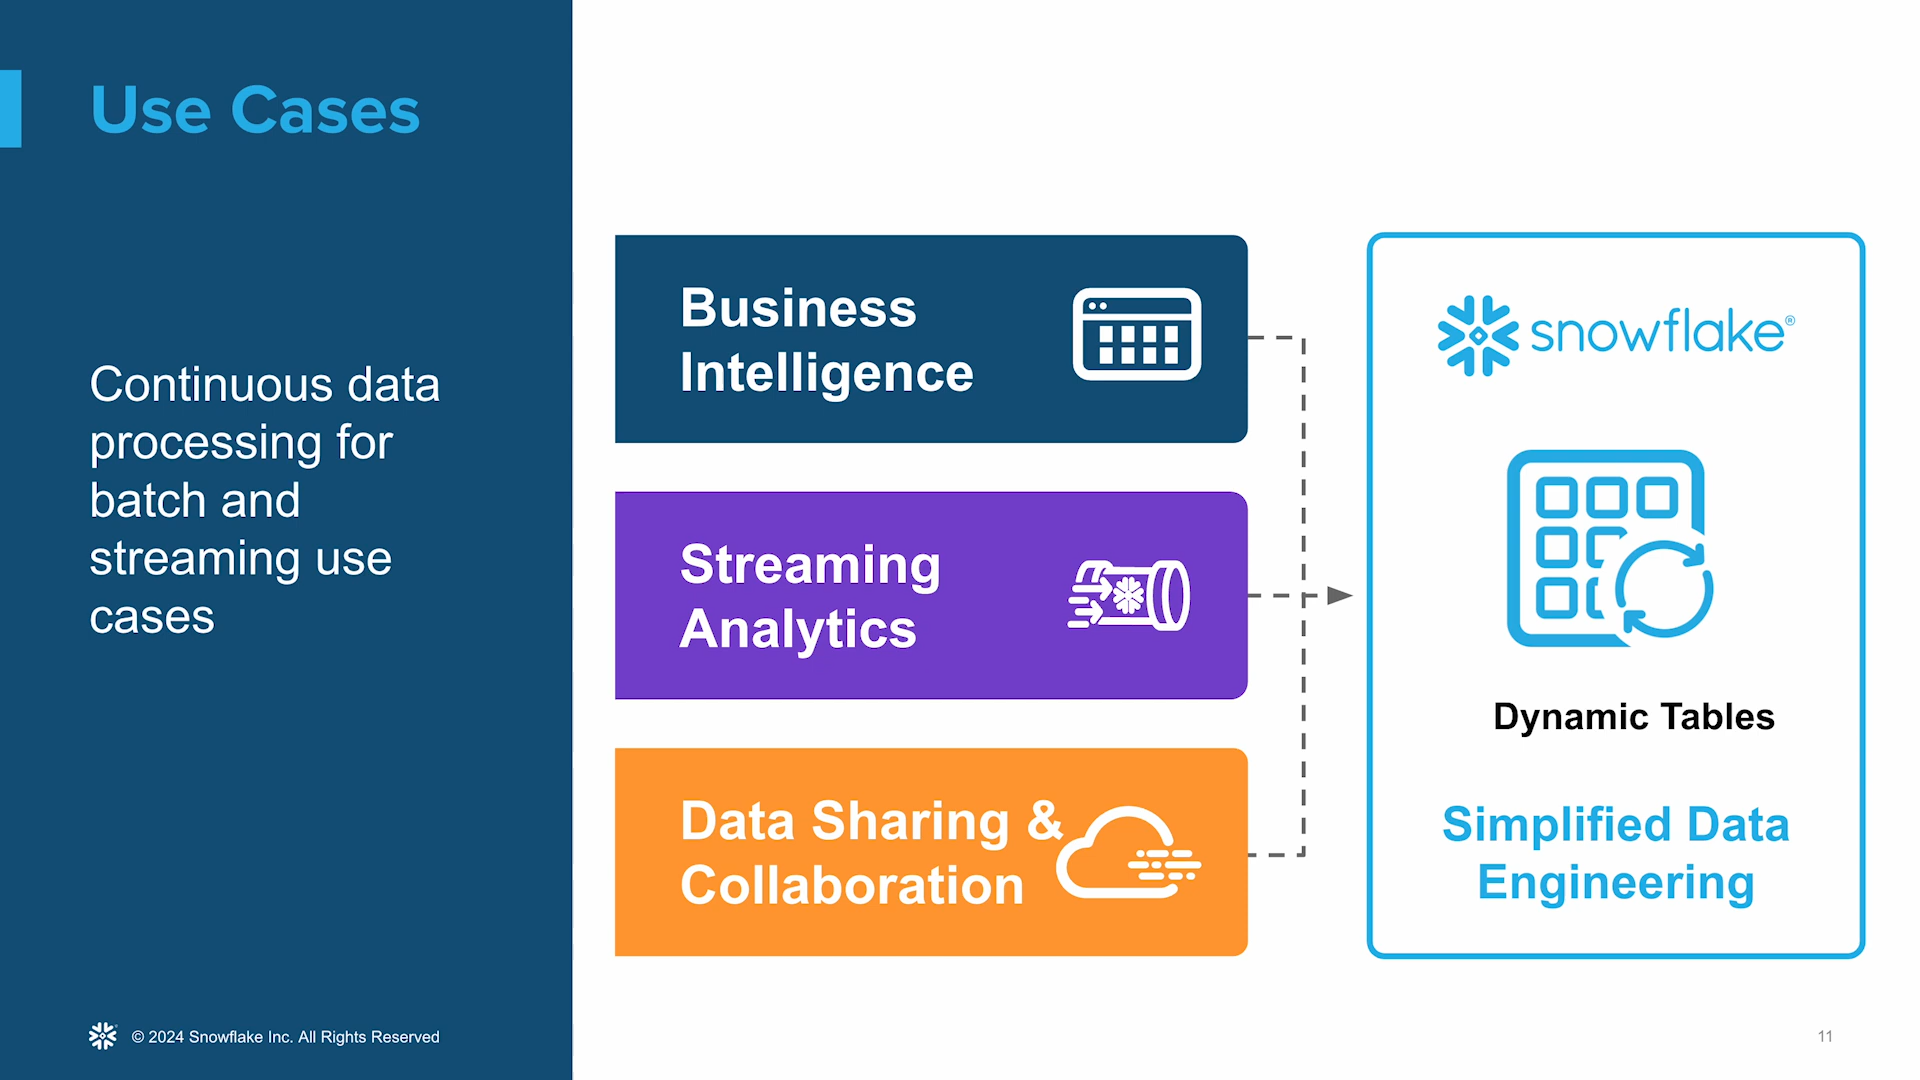 Use Cases
Continuous data
processing for
batch and
streaming use
cases
Business
Intelligence
Streaming
Analytics
Data Sharing &
Collaboration
snowflake®
Dynamic Tables
Simplified Data
Engineering
© 2024 Snowflake Inc. All Rights Reserved
11